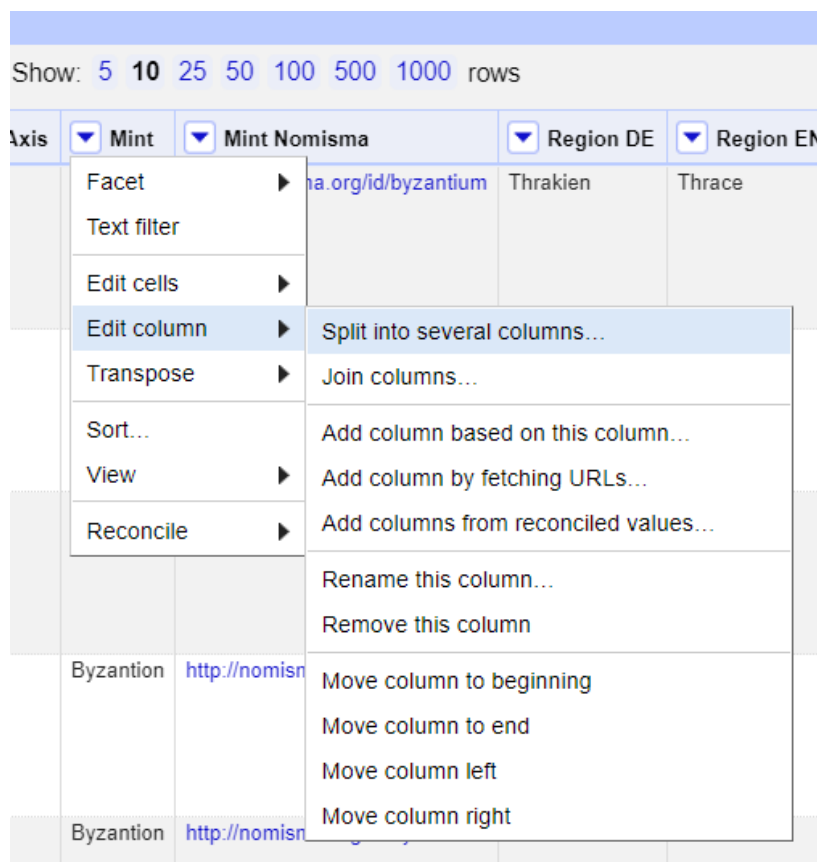 Show: 5 10 25 50 100 500 1000 rows
Axis Mint Mint Nomisma Region DE Region EN
Facet
ma.org/id/byzantium Thrakien Thrace
Text filter
Edit cells
Edit column
Split into several columns...
Transpose
Join columns...
Sort...
Add column based on this column...
View
Add column by fetching URLs...
Reconcile
Add columns from reconciled values...
Rename this column...
Remove this column
Byzantion http://nomism
Move column to beginning
Move column to end
Move column left
Move column right
Byzantion http://nomism